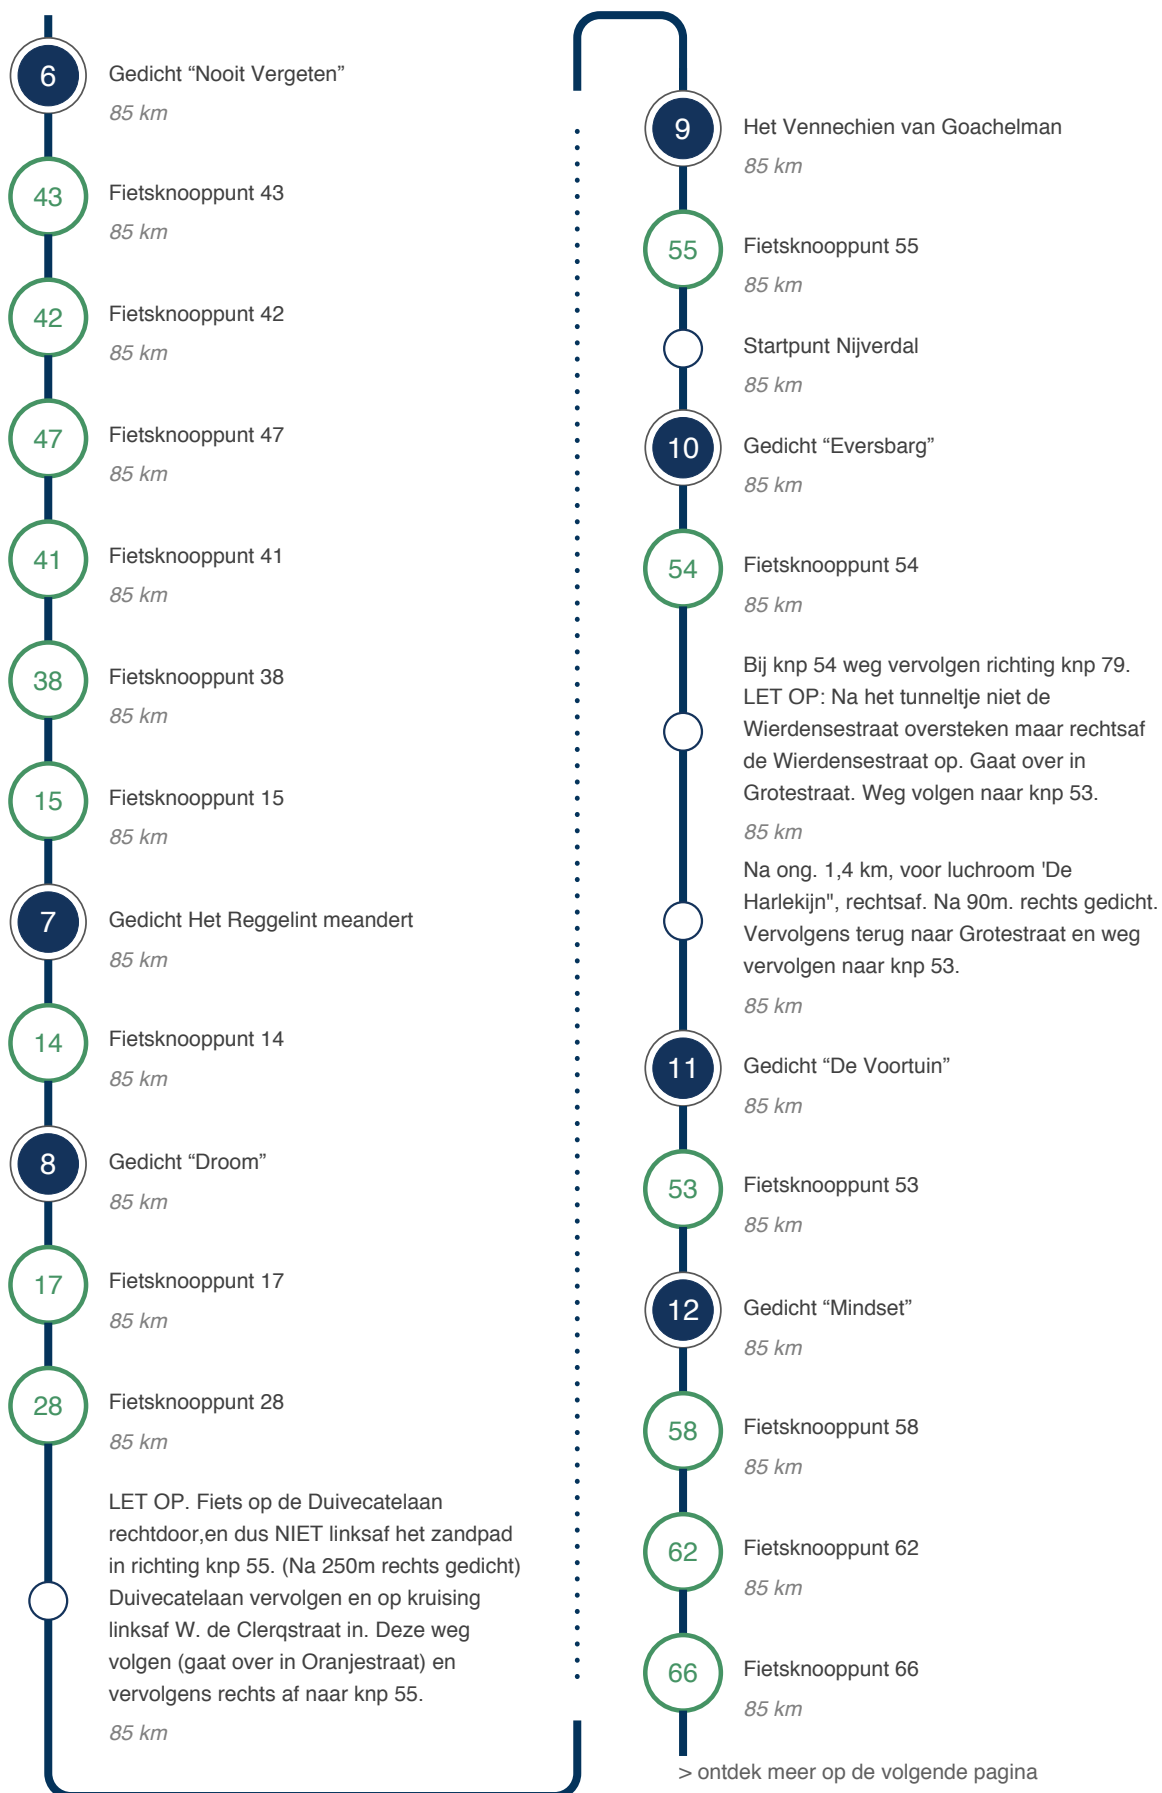 6
Gedicht “Nooit Vergeten”
85 km
43
Fietsknooppunt 43
85 km
42
Fietsknooppunt 42
85 km
47
Fietsknooppunt 47
85 km
41
Fietsknooppunt 41
85 km
38
Fietsknooppunt 38
85 km
15
Fietsknooppunt 15
85 km
7
Gedicht Het Reggelint meandert
85 km
14
Fietsknooppunt 14
85 km
8
Gedicht “Droom”
85 km
17
Fietsknooppunt 17
85 km
28
Fietsknooppunt 28
85 km
LET OP. Fiets op de Duivecatelaan
rechtdoor,en dus NIET linksaf het zandpad
in richting knp 55. (Na 250m rechts gedicht)
Duivecatelaan vervolgen en op kruising
linksaf W. de Clerqstraat in. Deze weg
volgen (gaat over in Oranjestraat) en
vervolgens rechts af naar knp 55.
85 km
9
Het Vennechien van Goachelman
85 km
55
Fietsknooppunt 55
85 km
Startpunt Nijverdal
85 km
10
Gedicht “Eversbarg”
85 km
54
Fietsknooppunt 54
85 km
Bij knp 54 weg vervolgen richting knp 79.
LET OP: Na het tunneltje niet de
Wierdensestraat oversteken maar rechtsaf
de Wierdensestraat op. Gaat over in
Grotestraat. Weg volgen naar knp 53.
85 km
Na ong. 1,4 km, voor luchroom 'De
Harlekijn", rechtsaf. Na 90m. rechts gedicht.
Vervolgens terug naar Grotestraat en weg
vervolgen naar knp 53.
85 km
11
Gedicht “De Voortuin”
85 km
53
Fietsknooppunt 53
85 km
12
Gedicht “Mindset”
85 km
58
Fietsknooppunt 58
85 km
62
Fietsknooppunt 62
85 km
66
Fietsknooppunt 66
85 km
> ontdek meer op de volgende pagina